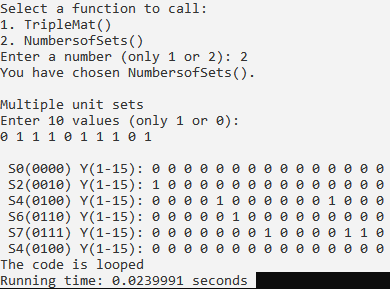 Select a function to call:
1. TripleMat()
2. NumbersofSets()
Enter a number (only 1 or 2): 2
You have chosen NumbersofSets().
Multiple unit sets
Enter 10 values (only 1 or 0):
0 1 1 1 0 1 1 1 0 1
S0(0000) Y(1-15): 0 0 0 0 0 0 0 0 0 0 0 0 0 0 0
S2(0010) Y(1-15): 1 0 0 0 0 0 0 0 0 0 0 0 0 0 0
S4(0100) Y(1-15): 0 0 0 0 1 0 0 0 0 0 0 1 0 0 0
S6(0110) Y(1-15): 0 0 0 0 0 1 0 0 0 0 0 0 0 0 0
S7(0111) Y(1-15): 0 0 0 0 0 0 0 1 0 0 0 0 1 1 0
S4(0100) Y(1-15): 0 0 0 0 0 0 0 0 0 0 0 0 0 0 0
The code is looped
Running time: 0.0239991 seconds